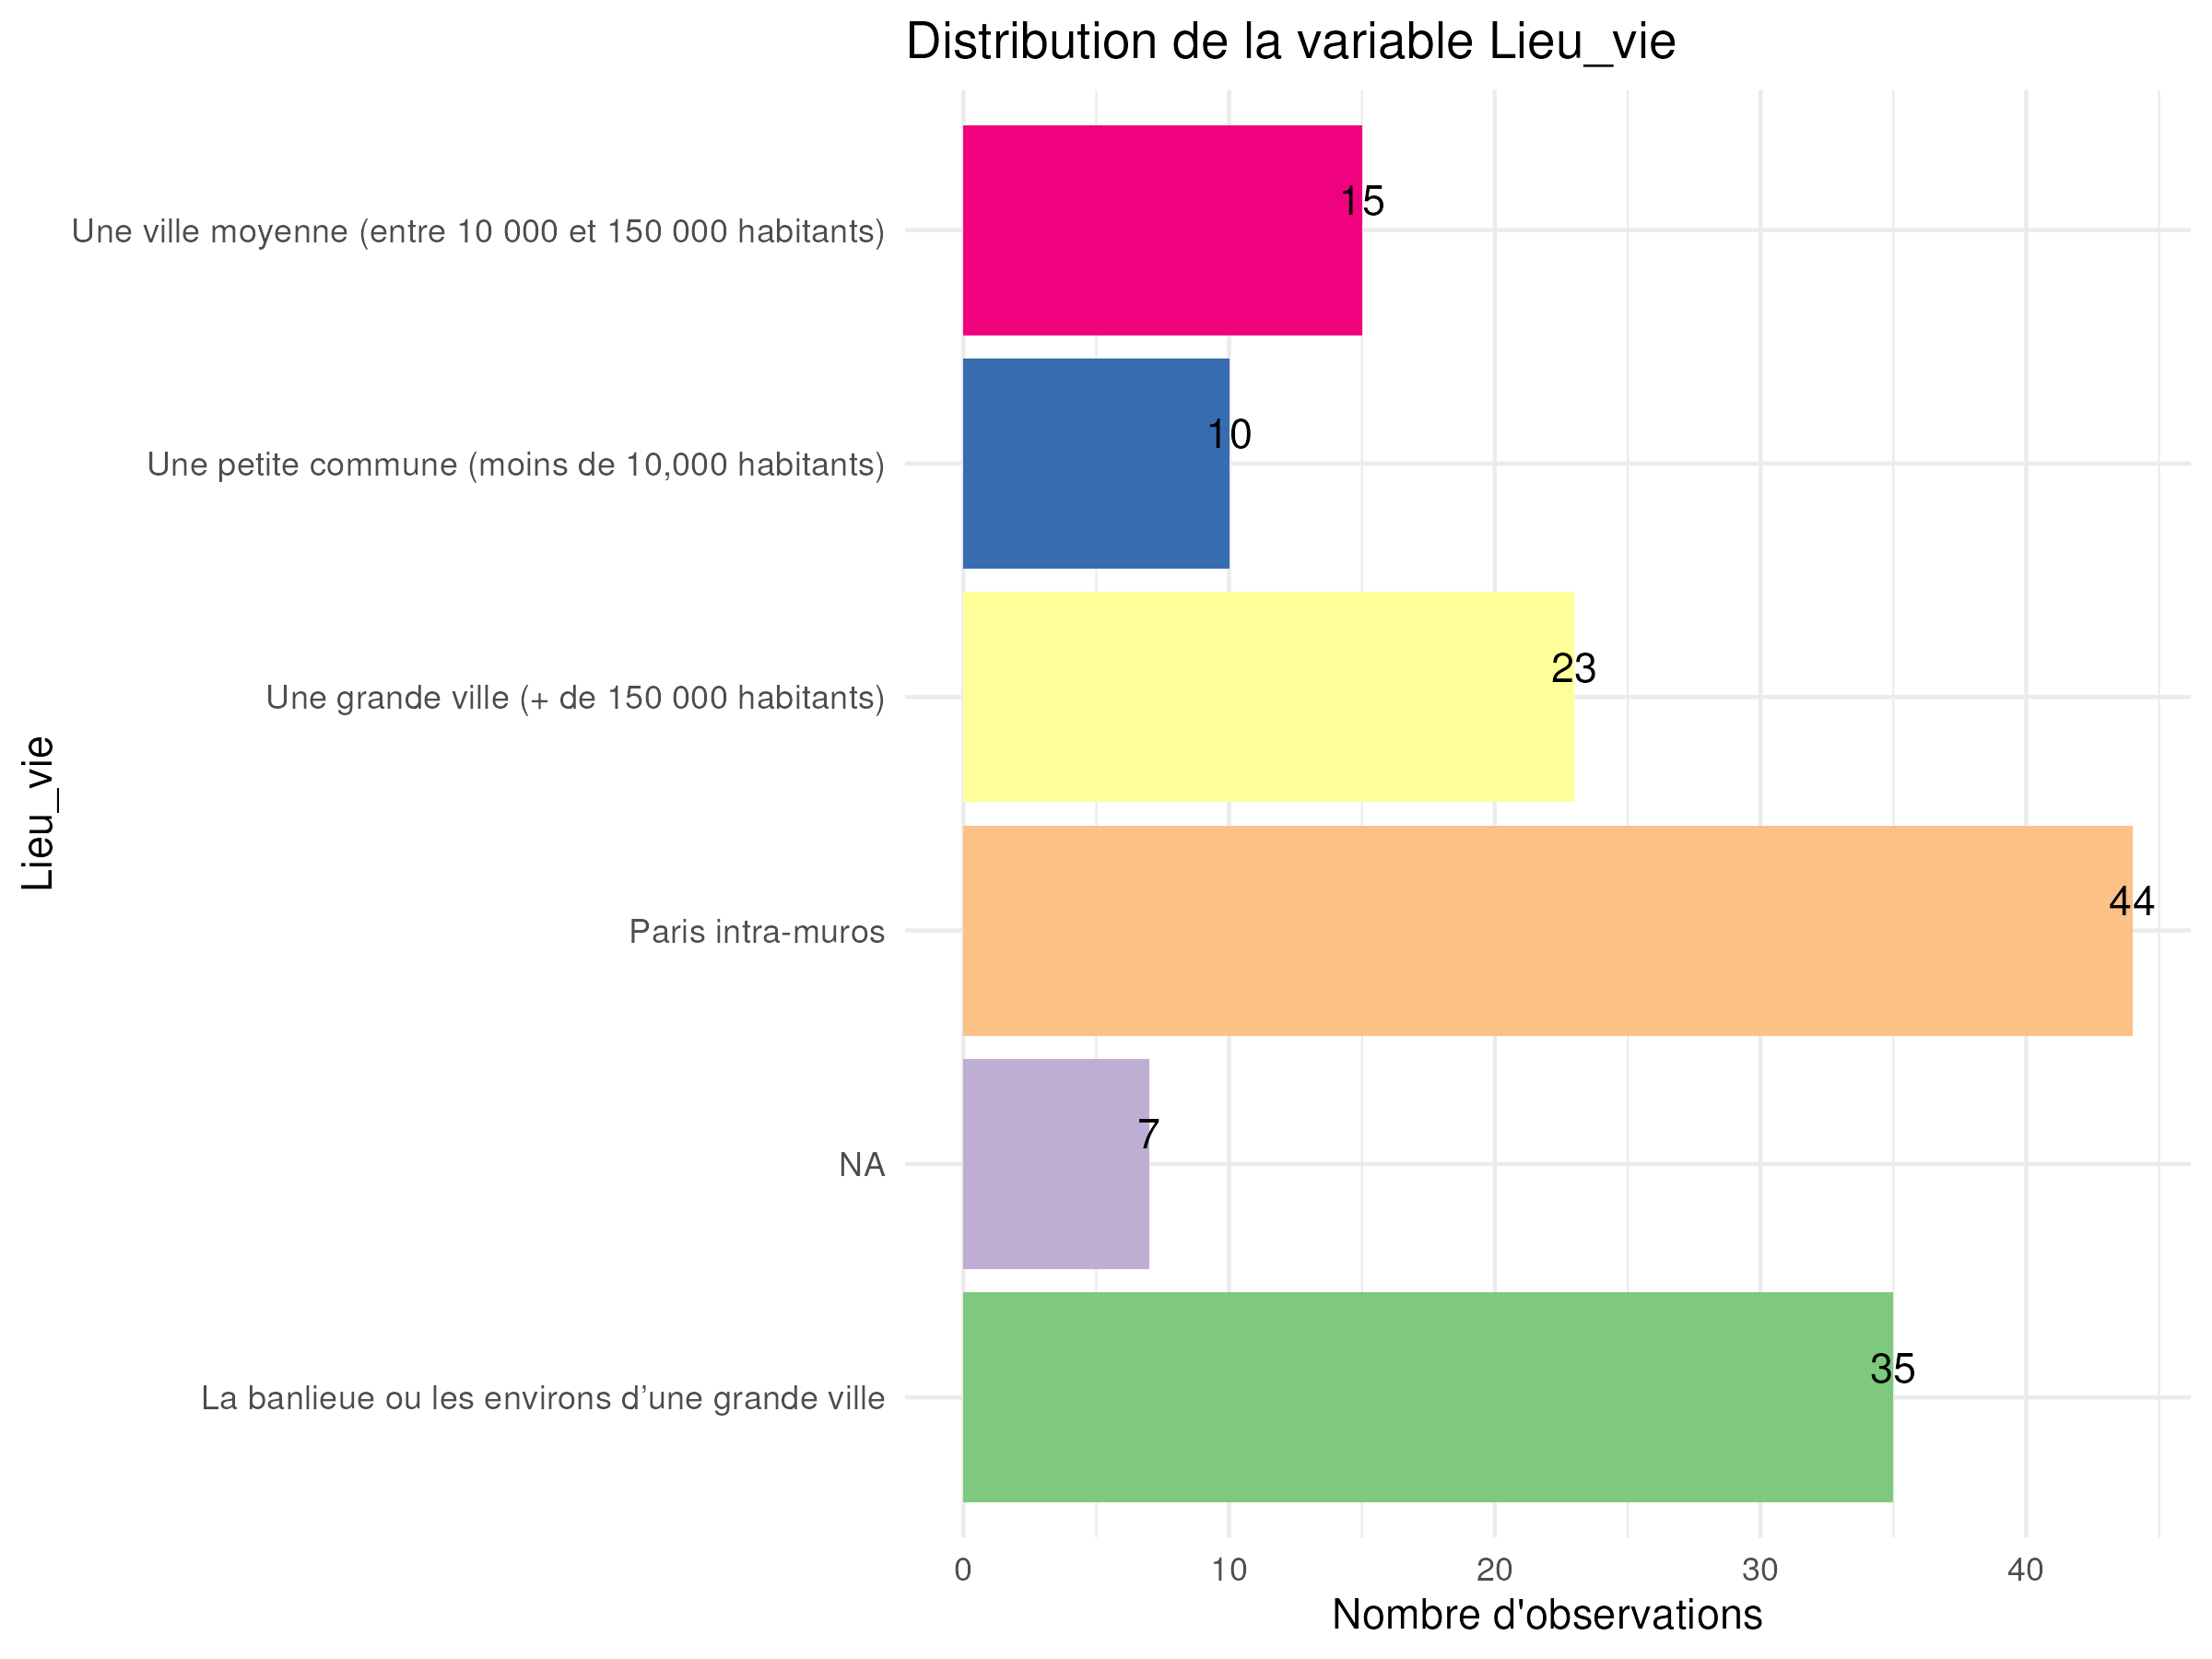 Distribution de la variable Lieu_vie
Une ville moyenne (entre 10 000 et 150 000 habitants)
15
Une petite commune (moins de 10,000 habitants)
10
Une grande ville (+ de 150 000 habitants)
23
Lieu_vie
Paris intra-muros
44
NA
7
La banlieue ou les environs d’une grande ville
35
0 10 20 30 40
Nombre d'observations